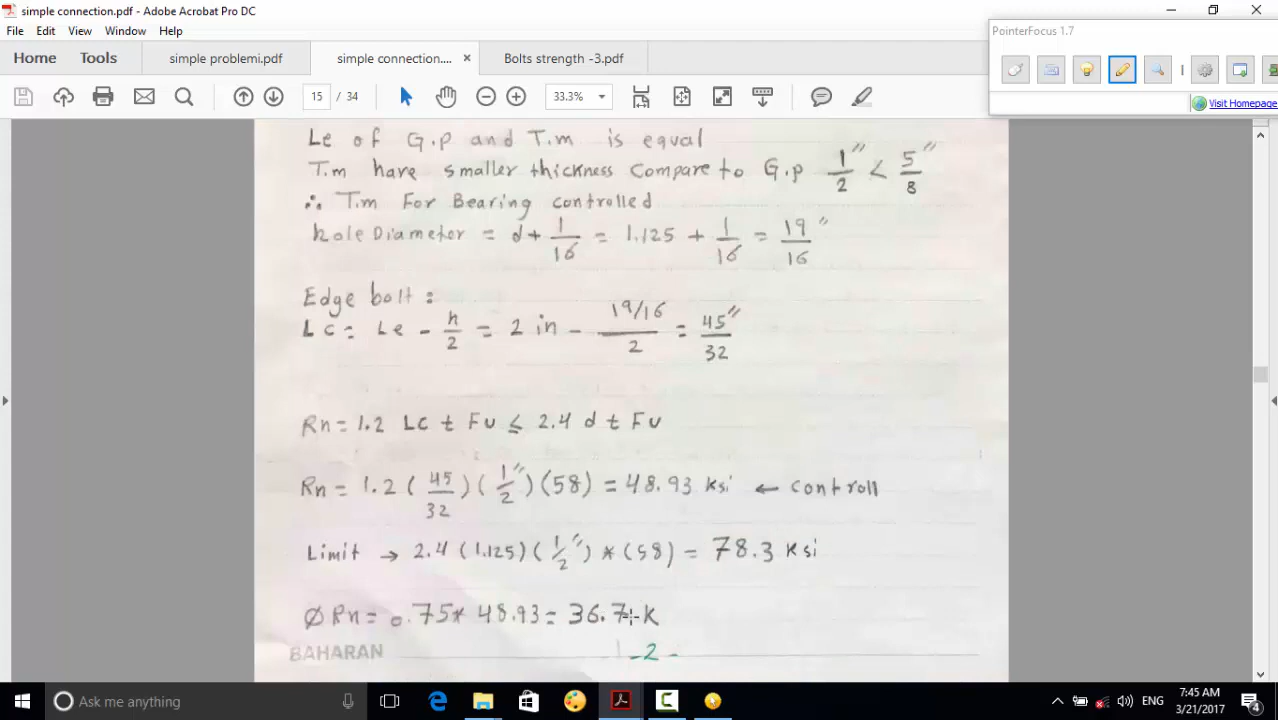 simple connection.pdf - Adobe Acrobat Pro DC
File Edit View Window Help
PointerFocus 1.7
Home Tools simple problemi.pdf simple connection.... × Bolts strength -3.pdf
15 / 34 33.3%
Visit Homepage
Le of G.p and T.m is equal
T.m have smaller thickness Compare to G.p 1/2" < 5/8"
∴ T.m For Bearing controlled
hole Diameter = d + 1/16 = 1.125 + 1/16 = 19/16"
Edge bolt :
Lc = Le - h/2 = 2 in - (19/16)/2 = 45/32"
Rn = 1.2 Lc t Fu ≤ 2.4 d t Fu
Rn = 1.2 (45/32) (1/2") (58) = 48.93 ksi ← controll
Limit → 2.4 (1.125) (1/2") * (58) = 78.3 ksi
Ø Rn = 0.75* 48.93 = 36.7 K
BAHARAN
- 2 -
Ask me anything
ENG
7:45 AM
3/21/2017
4